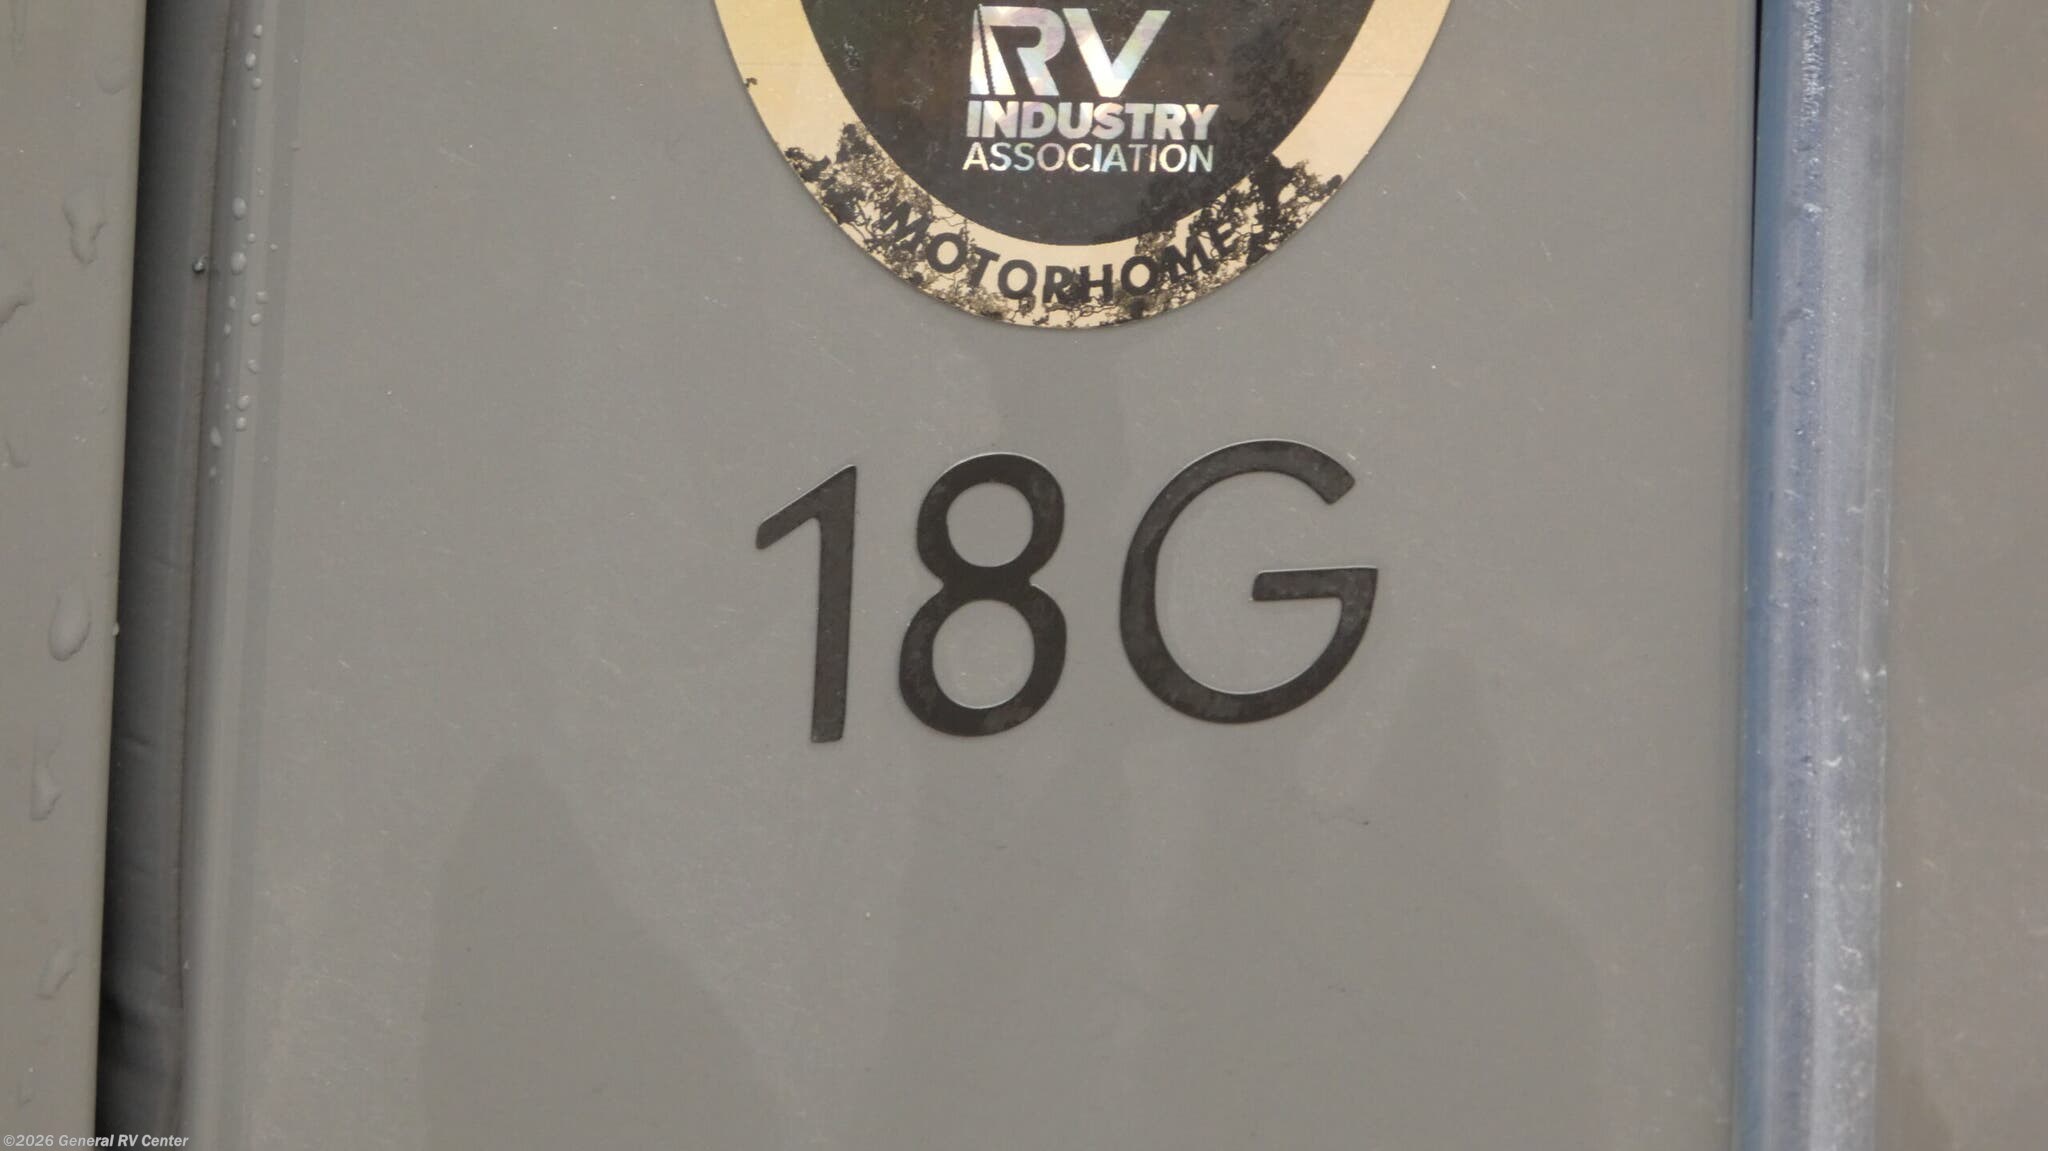 RV
INDUSTRY
ASSOCIATION
MOTORHOME
18G
©2026 General RV Center